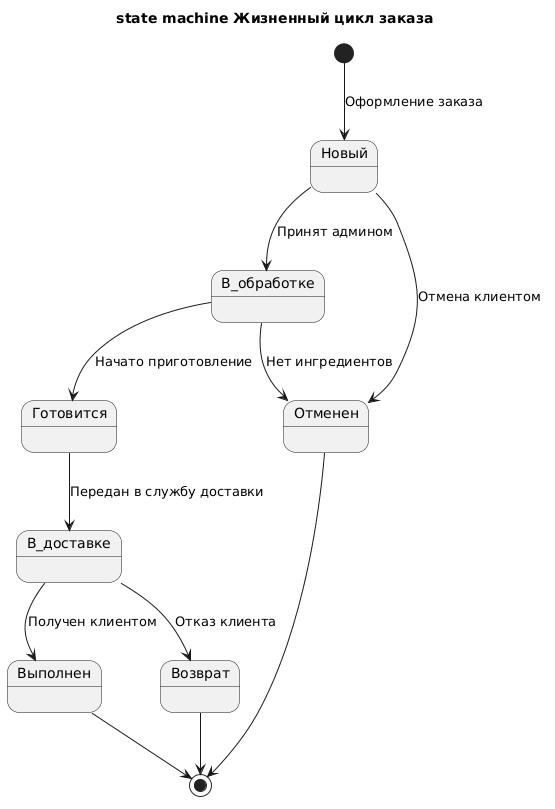 state machine Жизненный цикл заказа
Оформление заказа
Новый
Принят админом
Отмена клиентом
В_обработке
Начато приготовление
Нет ингредиентов
Готовится
Отменен
Передан в службу доставки
В_доставке
Получен клиентом
Отказ клиента
Выполнен
Возврат